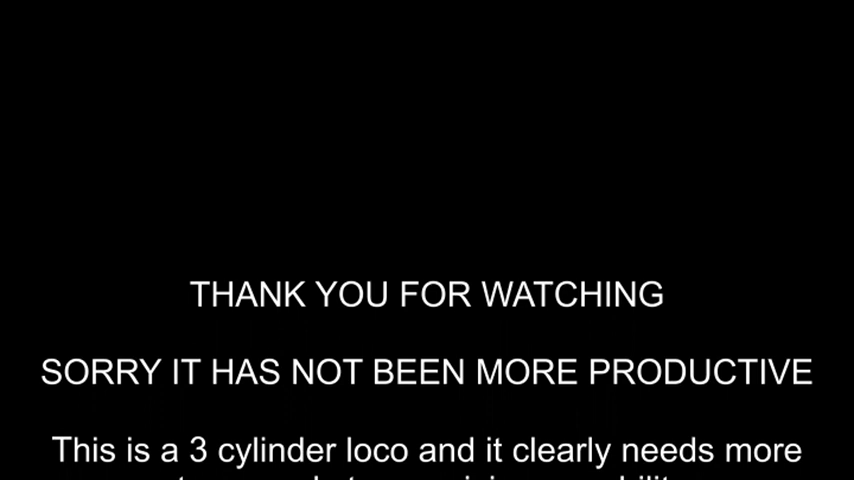 THANK YOU FOR WATCHING
SORRY IT HAS NOT BEEN MORE PRODUCTIVE
This is a 3 cylinder loco and it clearly needs more